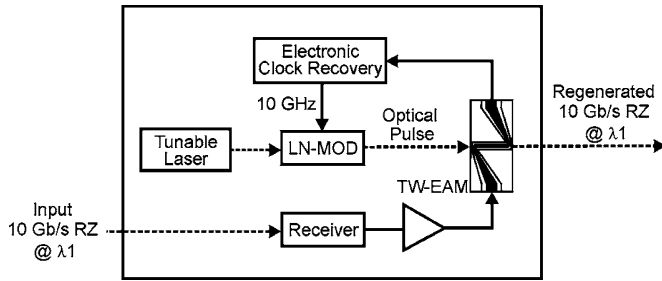 Electronic
Clock Recovery
10 GHz
Optical
Pulse
Regenerated
10 Gb/s RZ
@ λ1
Tunable
Laser
LN-MOD
TW-EAM
Input
10 Gb/s RZ
@ λ1
Receiver